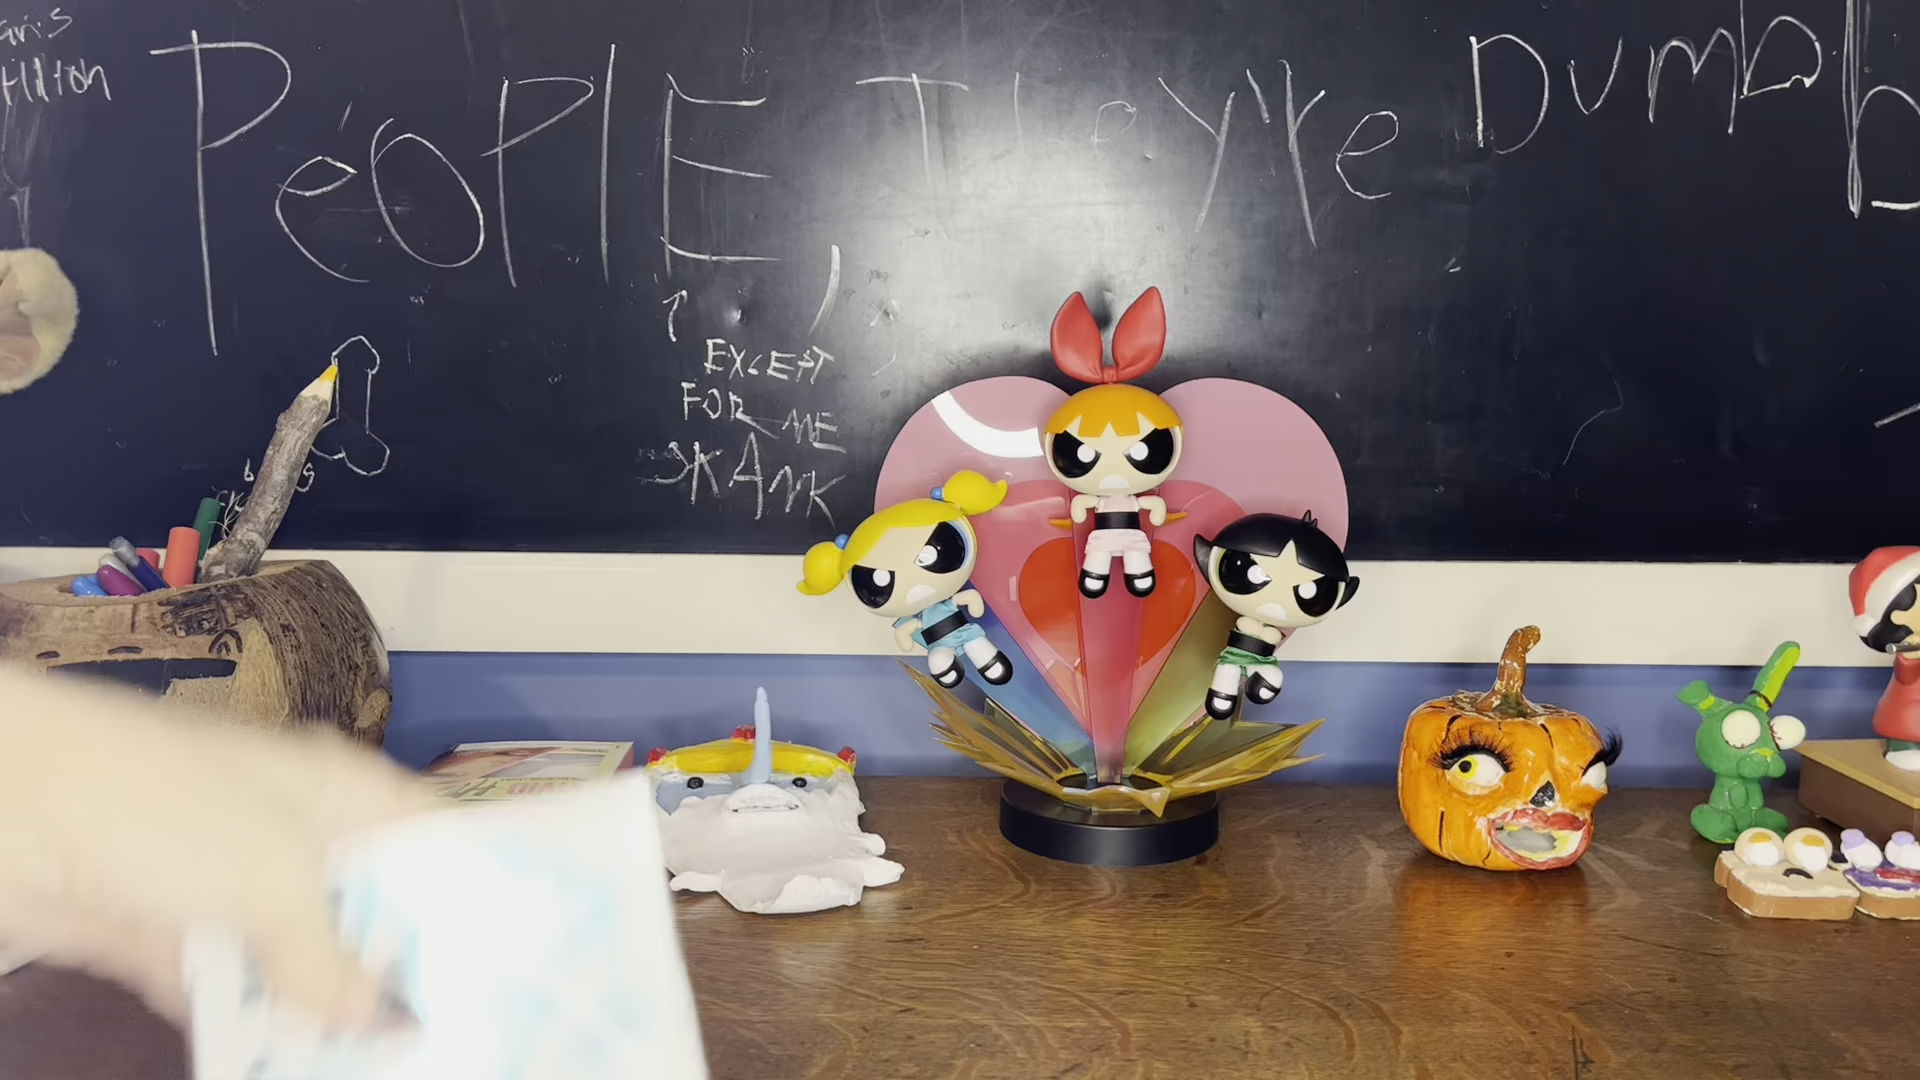 Paris
Hilton
PeoPlE, They're Dumb
EXCEPT
FOR ME
SKANK